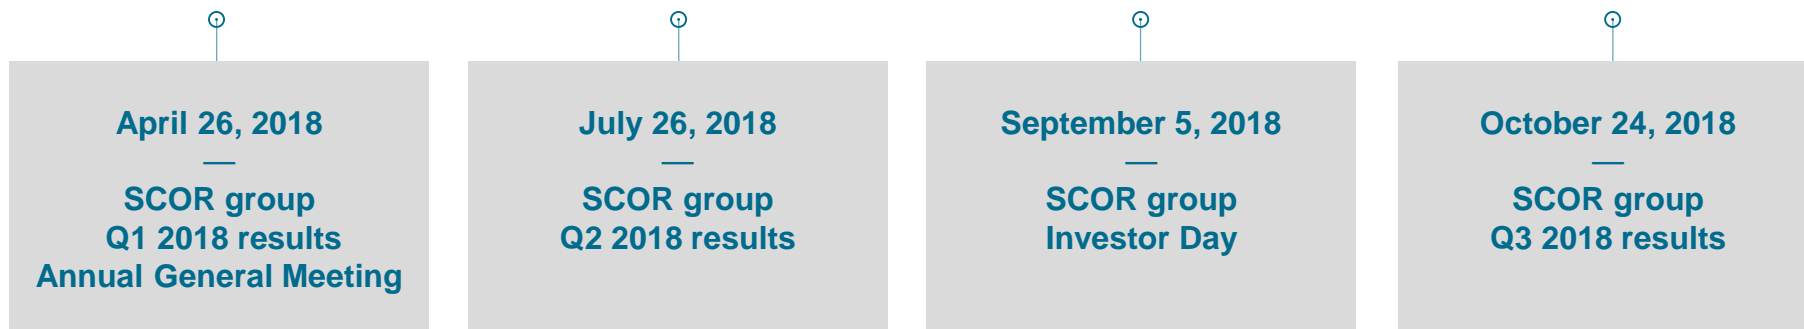 April 26, 2018
—
SCOR group
Q1 2018 results
Annual General Meeting
July 26, 2018
—
SCOR group
Q2 2018 results
September 5, 2018
—
SCOR group
Investor Day
October 24, 2018
—
SCOR group
Q3 2018 results